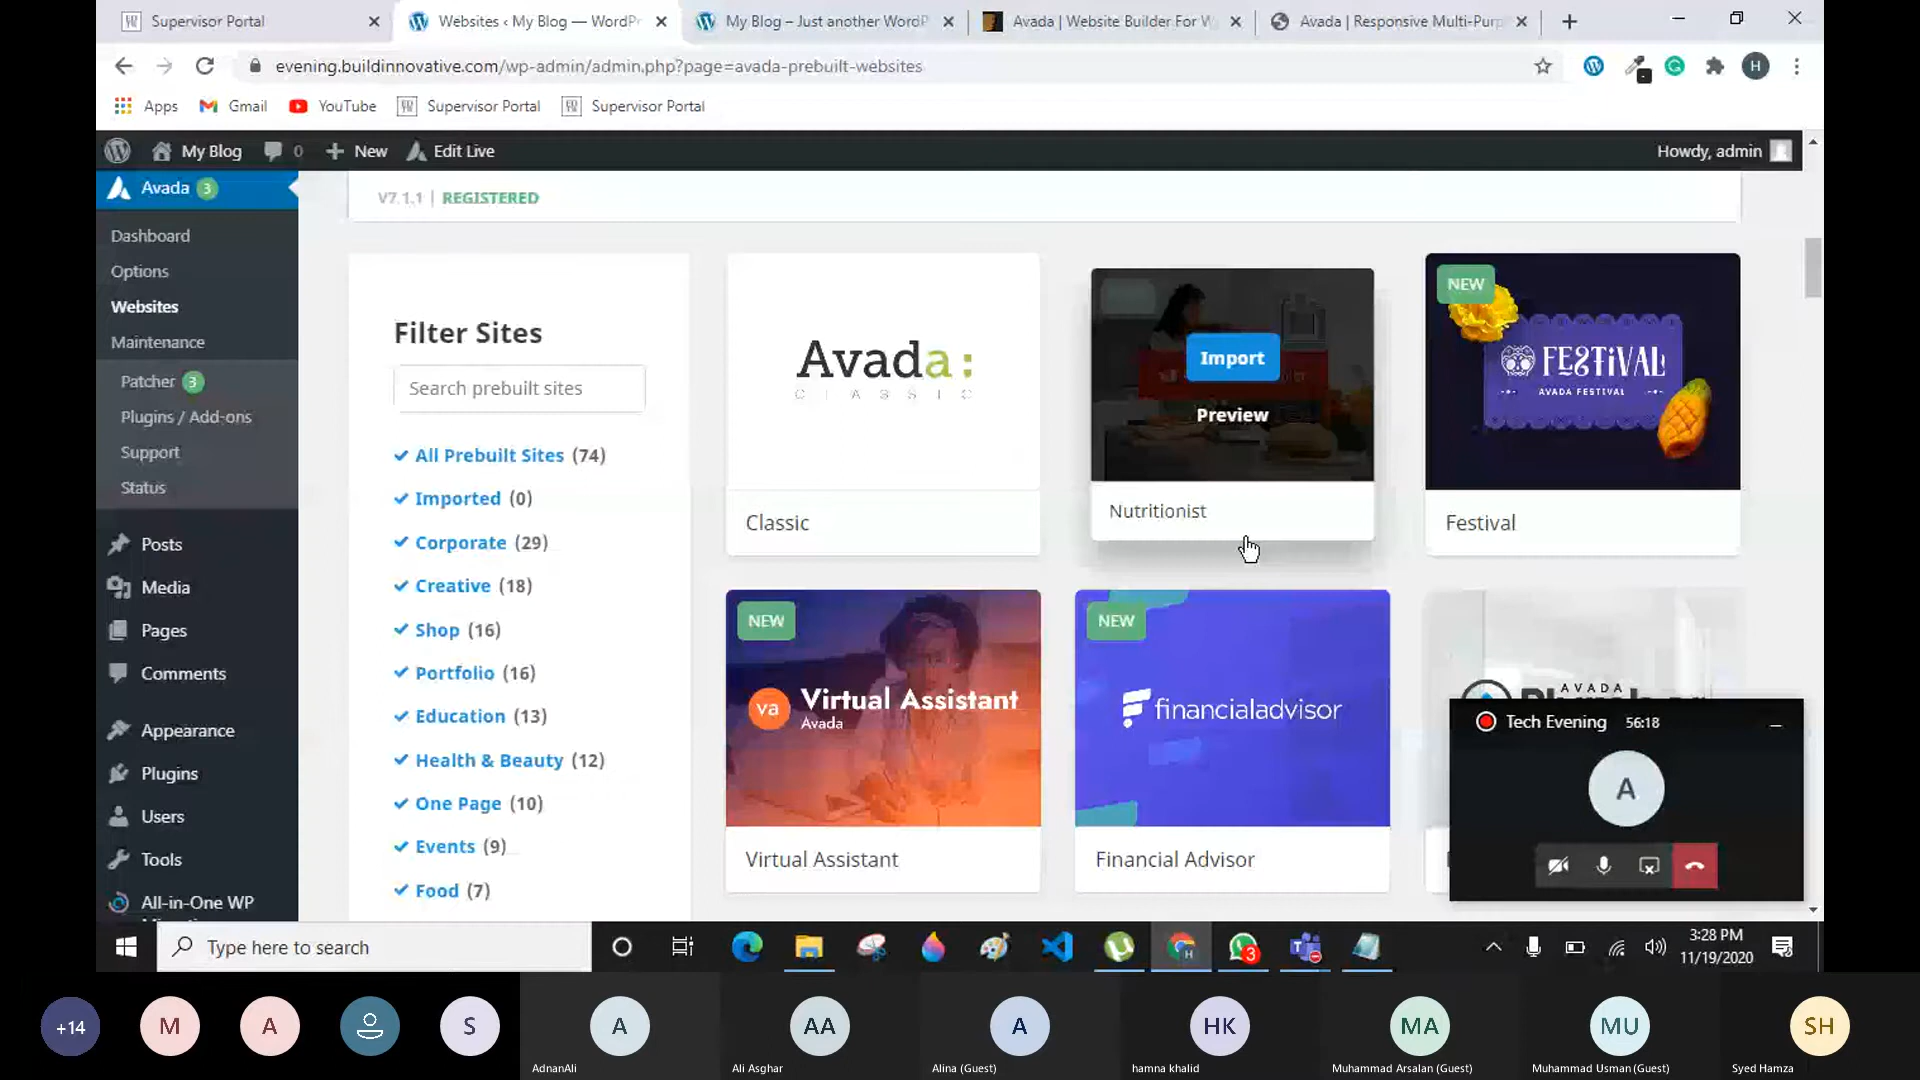 Supervisor Portal
Websites ‹ My Blog — WordPr
My Blog – Just another WordP
Avada | Website Builder For W
Avada | Responsive Multi-Purp
evening.buildinnovative.com/wp-admin/admin.php?page=avada-prebuilt-websites
H
Apps
Gmail
YouTube
Supervisor Portal
Supervisor Portal
My Blog
0
New
Edit Live
Howdy, admin
Avada 3
Dashboard
Options
Websites
Maintenance
Patcher 3
Plugins / Add-ons
Support
Status
Posts
Media
Pages
Comments
Appearance
Plugins
Users
Tools
All-in-One WP
V7.1.1 | REGISTERED
Filter Sites
Search prebuilt sites
All Prebuilt Sites (74)
Imported (0)
Corporate (29)
Creative (18)
Shop (16)
Portfolio (16)
Education (13)
Health & Beauty (12)
One Page (10)
Events (9)
Food (7)
Avada:
CLASSIC
Classic
Import
Preview
Nutritionist
NEW
FESTIVAL
AVADA FESTIVAL
Festival
NEW
va
Virtual Assistant
Avada
Virtual Assistant
NEW
financialadvisor
Financial Advisor
AVADA
Tech Evening 56:18
A
Type here to search
3
3:28 PM
11/19/2020
+14
M
A
S
A
AdnanAli
AA
Ali Asghar
A
Alina (Guest)
HK
hamna khalid
MA
Muhammad Arsalan (Guest)
MU
Muhammad Usman (Guest)
SH
Syed Hamza